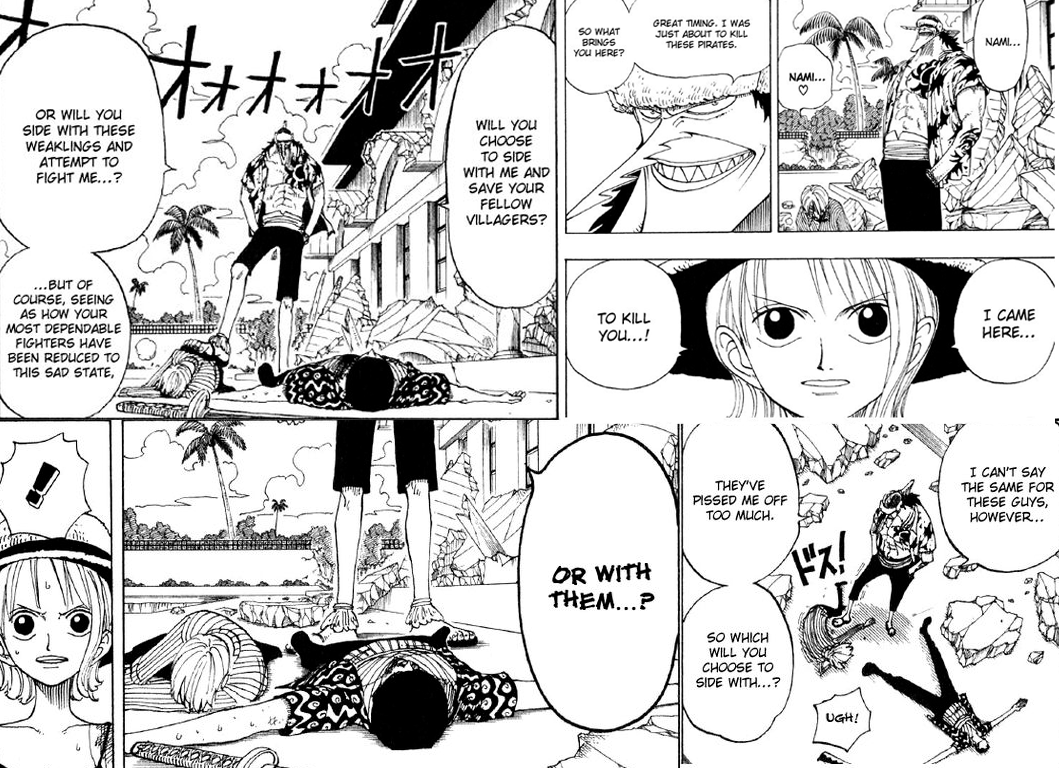 NAMI...
NAMI...
♡
GREAT TIMING. I WAS
JUST ABOUT TO KILL
THESE PIRATES.
SO WHAT
BRINGS
YOU HERE?
I CAME
HERE...
TO KILL
YOU...!
WILL YOU
CHOOSE
TO SIDE
WITH ME AND
SAVE YOUR
FELLOW
VILLAGERS?
オオオオオオ
OR WILL YOU
SIDE WITH THESE
WEAKLINGS AND
ATTEMPT TO
FIGHT ME...?
...BUT OF
COURSE, SEEING
AS HOW YOUR
MOST DEPENDABLE
FIGHTERS HAVE
BEEN REDUCED TO
THIS SAD STATE,
I CAN'T SAY
THE SAME FOR
THESE GUYS,
HOWEVER...
ドス!
THEY'VE
PISSED ME OFF
TOO MUCH.
SO WHICH
WILL YOU
CHOOSE TO
SIDE WITH...?
UGH!
OR WITH
THEM...?
!